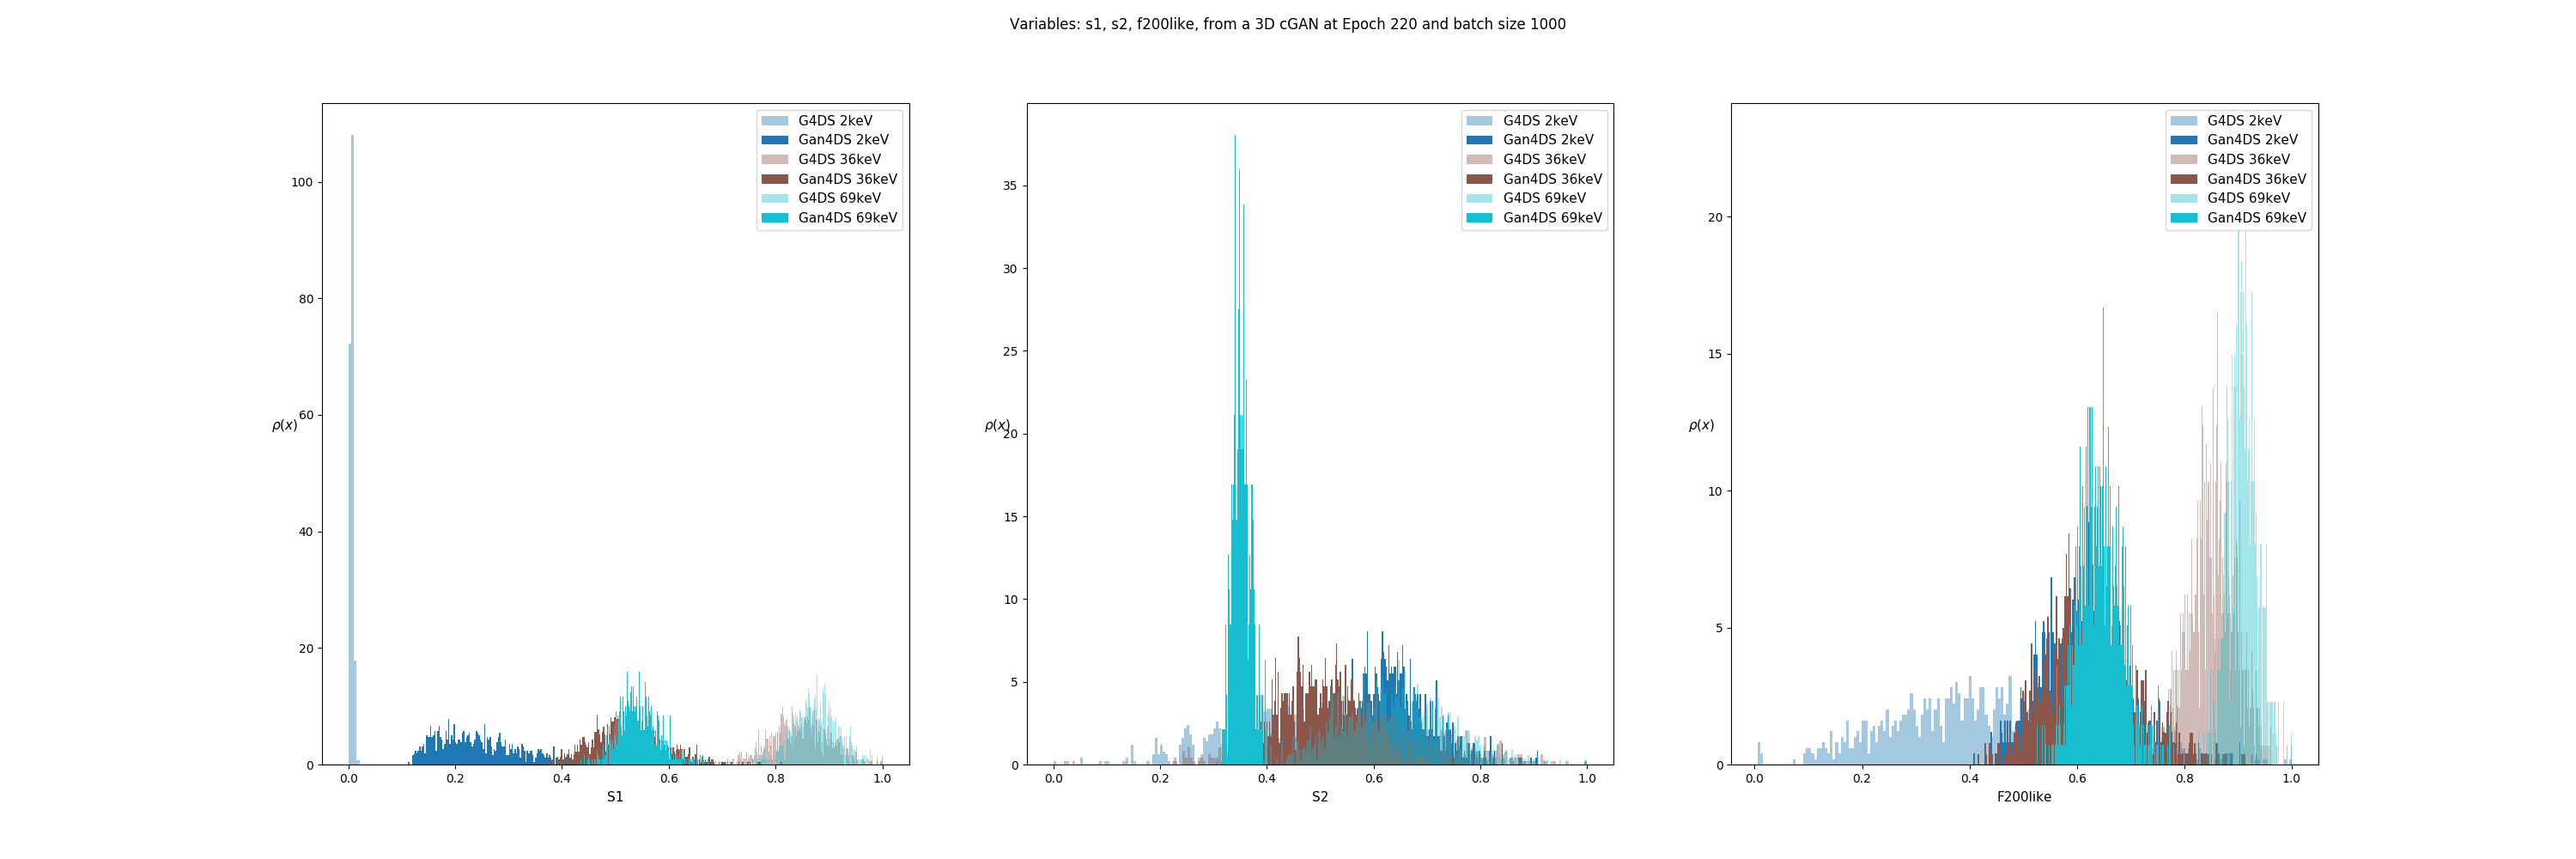 Variables: s1, s2, f200like, from a 3D cGAN at Epoch 220 and batch size 1000
G4DS 2keV
Gan4DS 2keV
G4DS 36keV
Gan4DS 36keV
G4DS 69keV
Gan4DS 69keV
100
80
60
40
20
0
ρ(x)
0.0 0.2 0.4 0.6 0.8 1.0
S1
G4DS 2keV
Gan4DS 2keV
G4DS 36keV
Gan4DS 36keV
G4DS 69keV
Gan4DS 69keV
35
30
25
20
15
10
5
0
ρ(x)
0.0 0.2 0.4 0.6 0.8 1.0
S2
G4DS 2keV
Gan4DS 2keV
G4DS 36keV
Gan4DS 36keV
G4DS 69keV
Gan4DS 69keV
20
15
10
5
0
ρ(x)
0.0 0.2 0.4 0.6 0.8 1.0
F200like